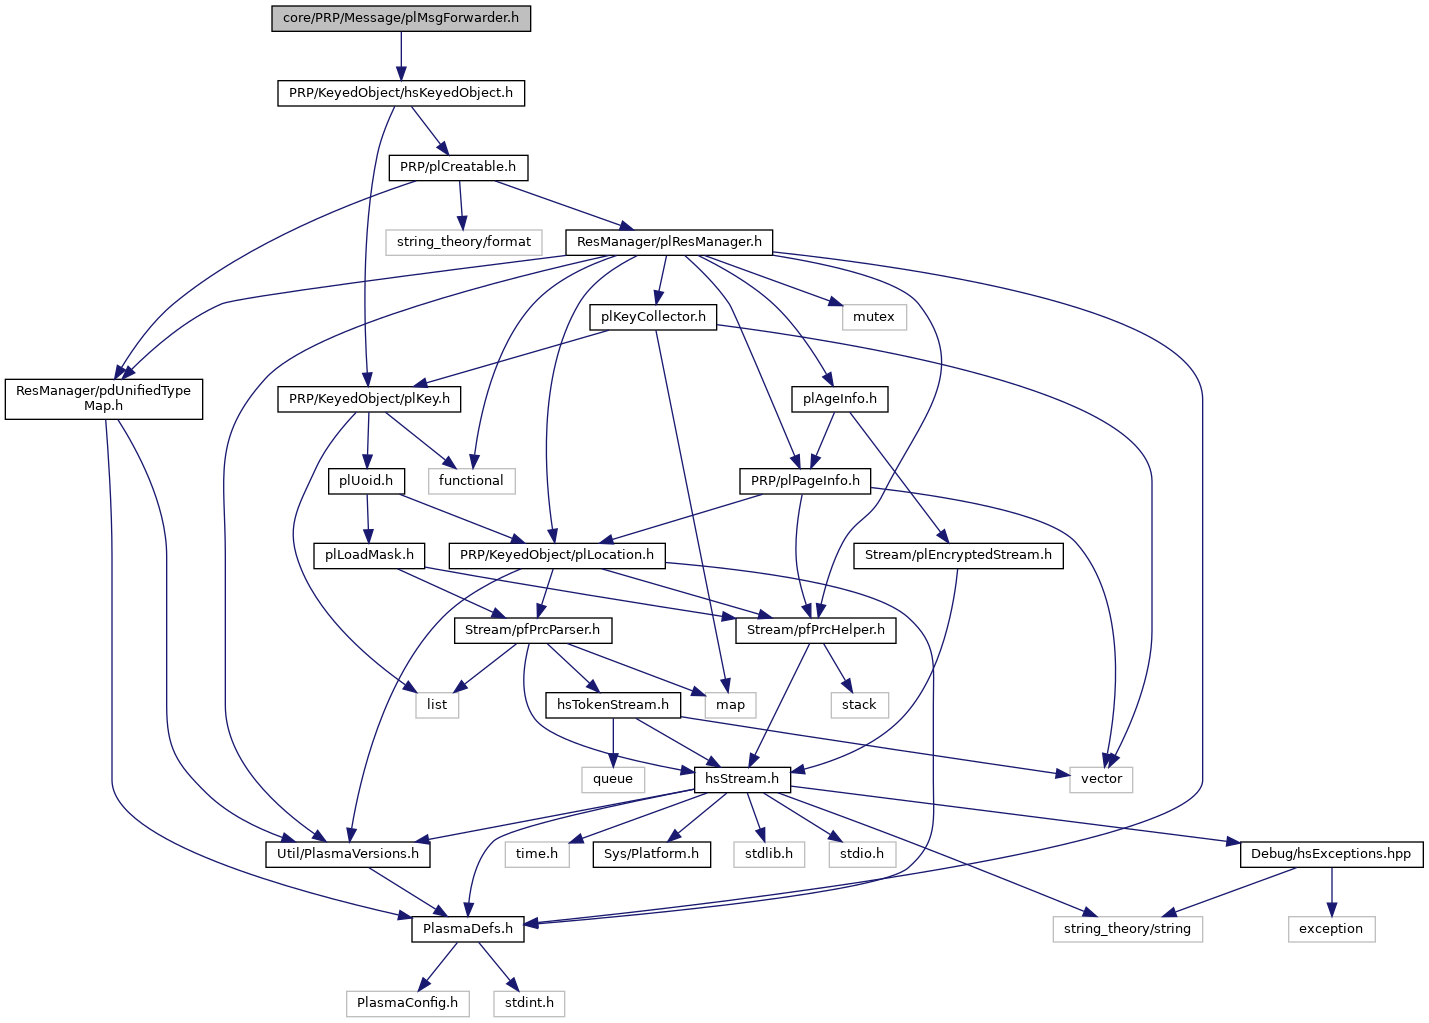 core/PRP/Message/plMsgForwarder.h
PRP/KeyedObject/hsKeyedObject.h
PRP/plCreatable.h
string_theory/format
ResManager/plResManager.h
plKeyCollector.h
mutex
ResManager/pdUnifiedType
Map.h
PRP/KeyedObject/plKey.h
plAgeInfo.h
plUoid.h
functional
PRP/plPageInfo.h
plLoadMask.h
PRP/KeyedObject/plLocation.h
Stream/plEncryptedStream.h
Stream/pfPrcParser.h
Stream/pfPrcHelper.h
list
hsTokenStream.h
map
stack
queue
hsStream.h
vector
Util/PlasmaVersions.h
time.h
Sys/Platform.h
stdlib.h
stdio.h
Debug/hsExceptions.hpp
PlasmaDefs.h
string_theory/string
exception
PlasmaConfig.h
stdint.h